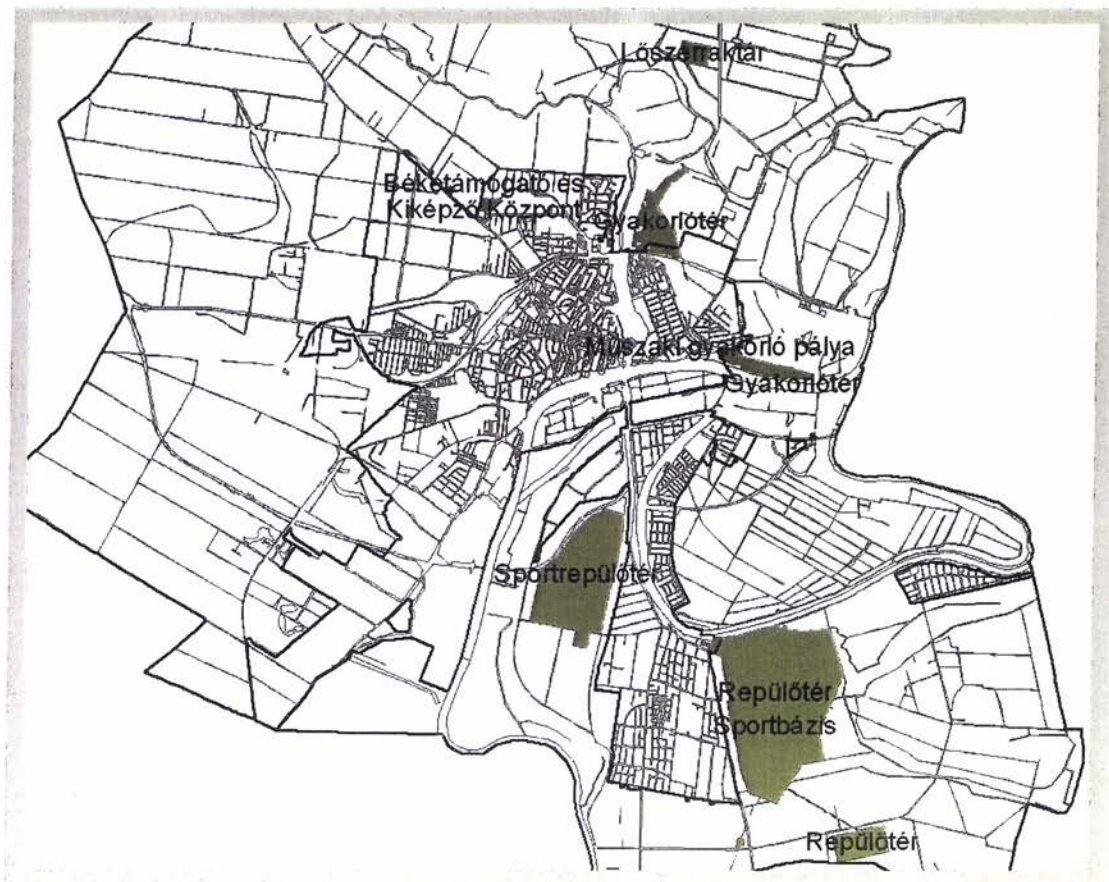 Lőszerraktár
Béketámogató és
Kiképző Központ
Gyakorlótér
Műszaki gyakorló pálya
Gyakorlótér
Sportrepülőtér
Repülőtér
Sportbázis
Repülőtér